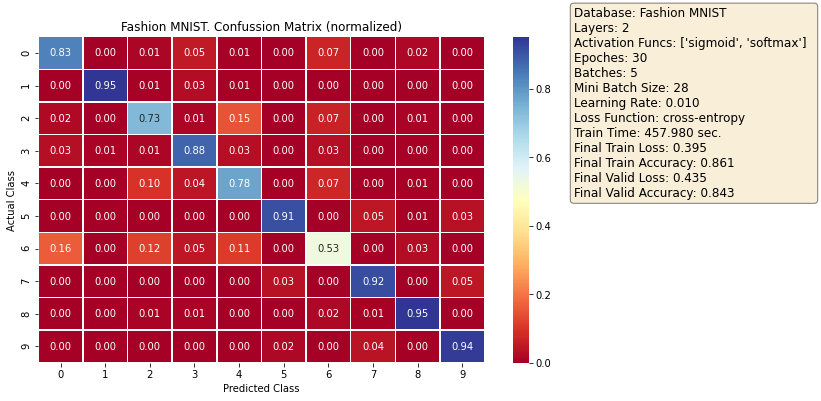 Fashion MNIST. Confussion Matrix (normalized)
0 0.83 0.00 0.01 0.05 0.01 0.00 0.07 0.00 0.02 0.00
1 0.00 0.95 0.01 0.03 0.01 0.00 0.00 0.00 0.00 0.00
2 0.02 0.00 0.73 0.01 0.15 0.00 0.07 0.00 0.01 0.00
3 0.03 0.01 0.01 0.88 0.03 0.00 0.03 0.00 0.00 0.00
4 0.00 0.00 0.10 0.04 0.78 0.00 0.07 0.00 0.01 0.00
5 0.00 0.00 0.00 0.00 0.00 0.91 0.00 0.05 0.01 0.03
6 0.16 0.00 0.12 0.05 0.11 0.00 0.53 0.00 0.03 0.00
7 0.00 0.00 0.00 0.00 0.00 0.03 0.00 0.92 0.00 0.05
8 0.00 0.00 0.01 0.01 0.00 0.00 0.02 0.01 0.95 0.00
9 0.00 0.00 0.00 0.00 0.00 0.02 0.00 0.04 0.00 0.94
0 1 2 3 4 5 6 7 8 9
Actual Class
Predicted Class
0.8
0.6
0.4
0.2
0.0
Database: Fashion MNIST
Layers: 2
Activation Funcs: ['sigmoid', 'softmax']
Epoches: 30
Batches: 5
Mini Batch Size: 28
Learning Rate: 0.010
Loss Function: cross-entropy
Train Time: 457.980 sec.
Final Train Loss: 0.395
Final Train Accuracy: 0.861
Final Valid Loss: 0.435
Final Valid Accuracy: 0.843